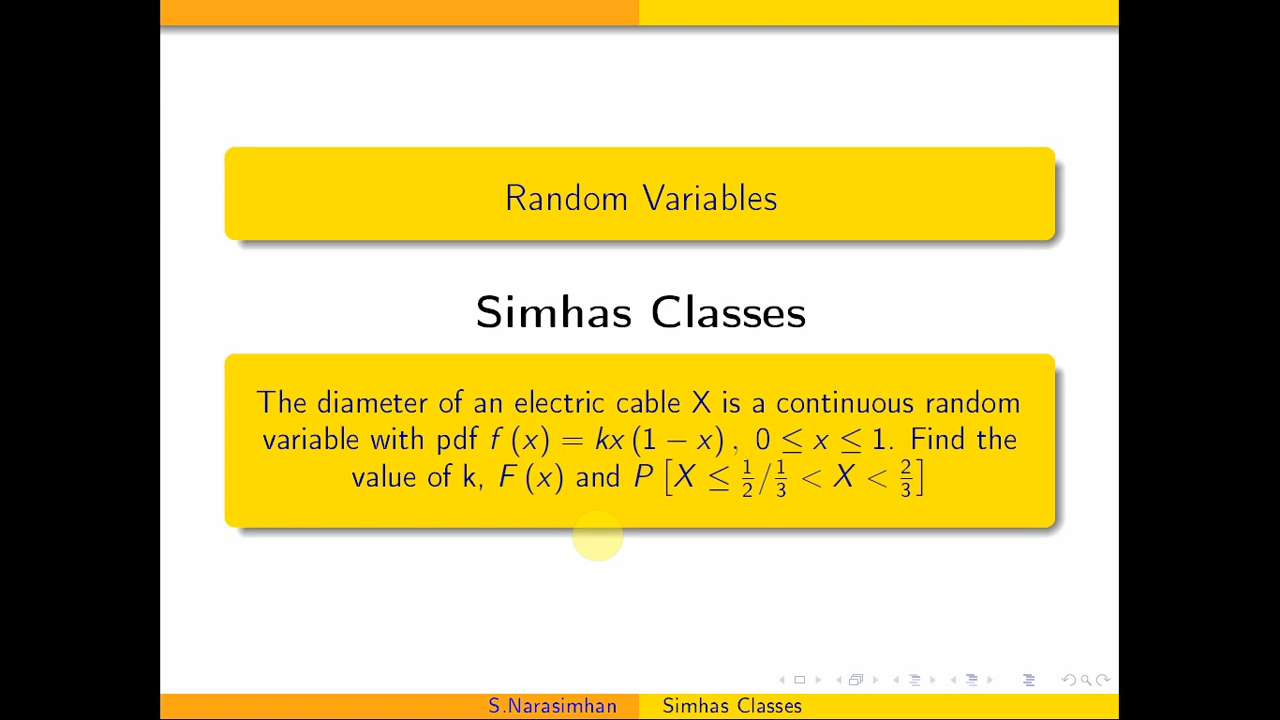 Random Variables
Simhas Classes
The diameter of an electric cable X is a continuous random
variable with pdf f (x) = kx (1 − x) , 0 ≤ x ≤ 1. Find the
value of k, F (x) and P [X ≤ 1/2 / 1/3 < X < 2/3]
S.Narasimhan Simhas Classes